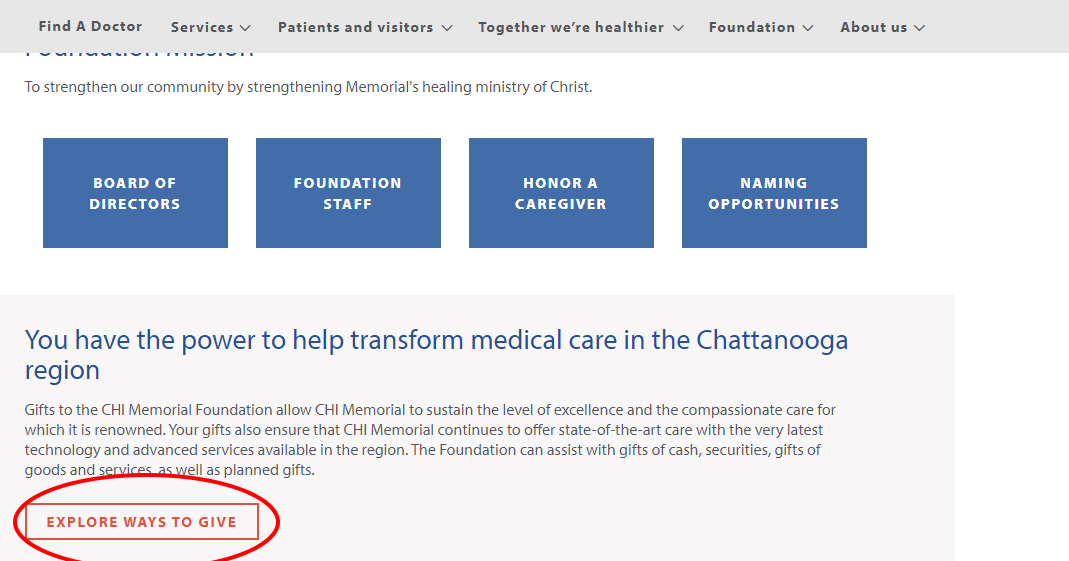 Find A Doctor Services Patients and visitors Together we’re healthier Foundation About us
Foundation Mission
To strengthen our community by strengthening Memorial's healing ministry of Christ.
BOARD OF
DIRECTORS
FOUNDATION
STAFF
HONOR A
CAREGIVER
NAMING
OPPORTUNITIES
You have the power to help transform medical care in the Chattanooga
region
Gifts to the CHI Memorial Foundation allow CHI Memorial to sustain the level of excellence and the compassionate care for
which it is renowned. Your gifts also ensure that CHI Memorial continues to offer state-of-the-art care with the very latest
technology and advanced services available in the region. The Foundation can assist with gifts of cash, securities, gifts of
goods and services, as well as planned gifts.
EXPLORE WAYS TO GIVE